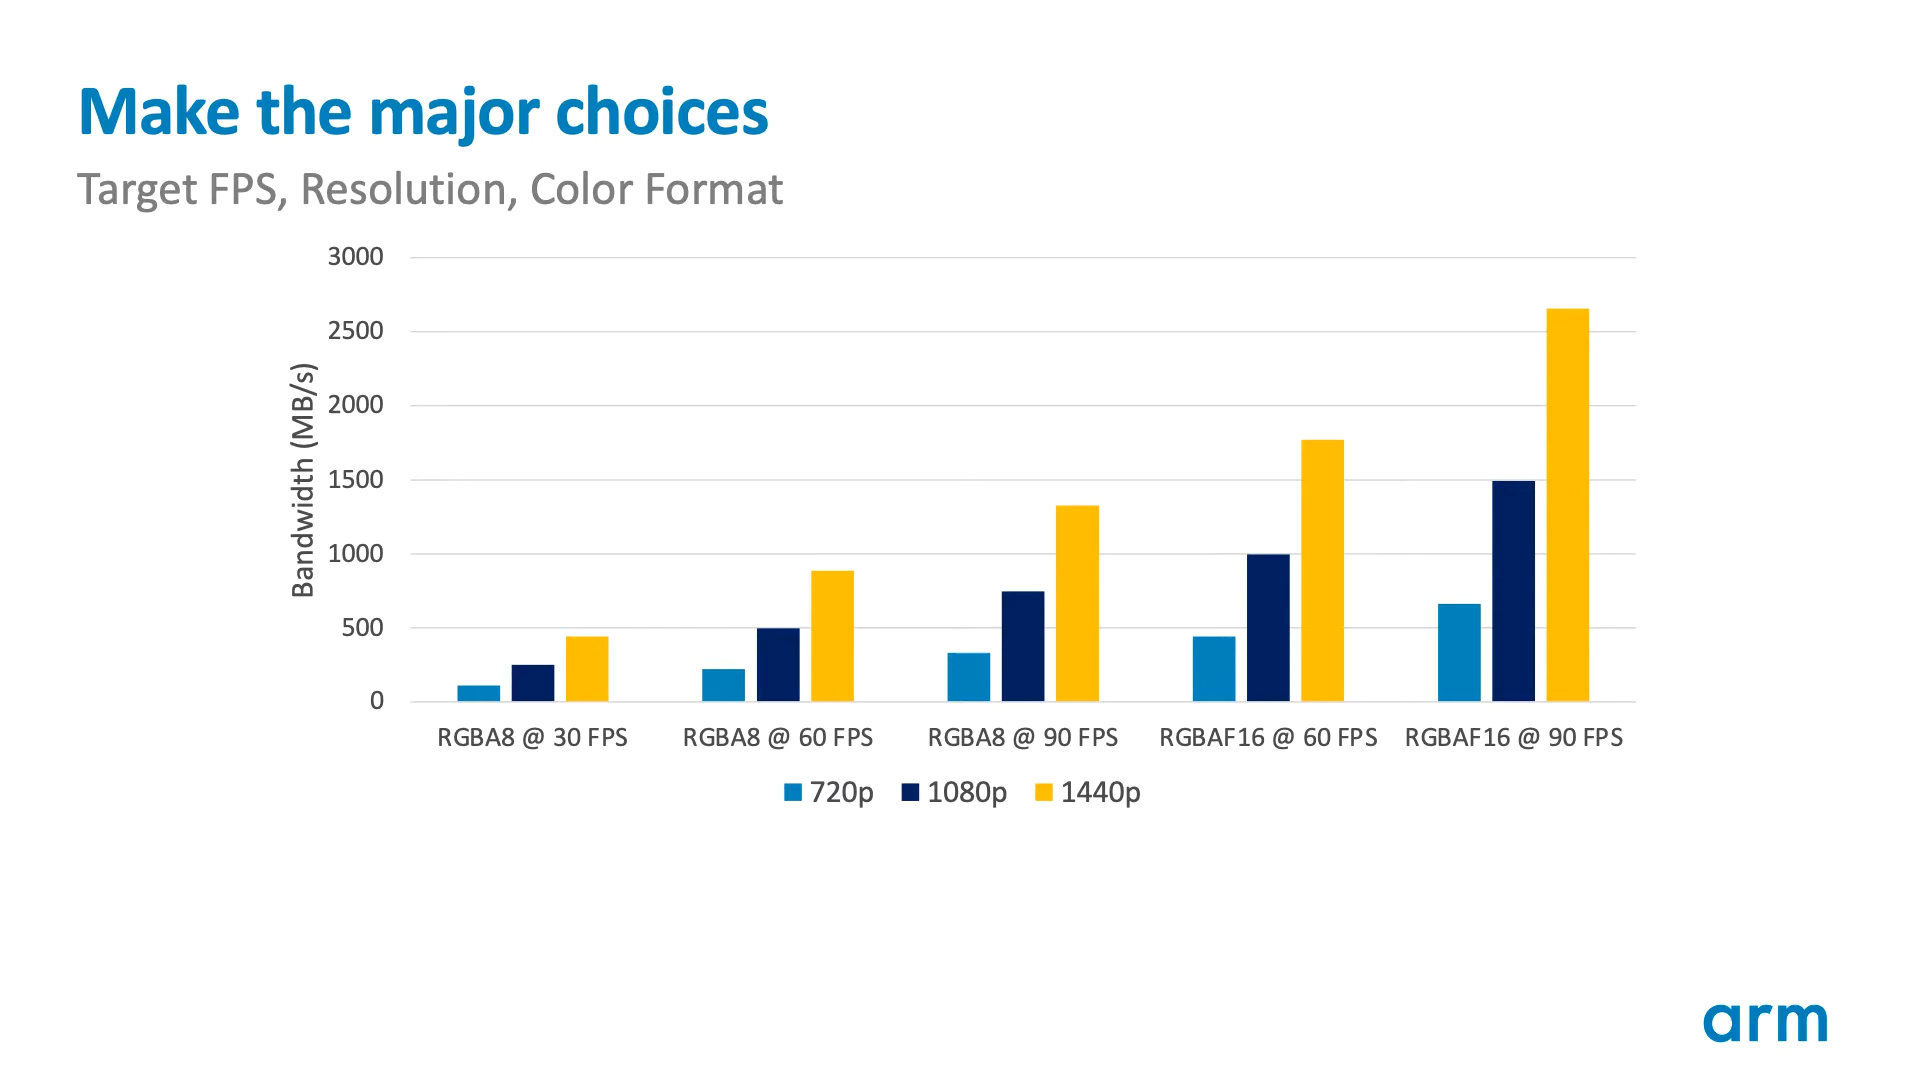 Make the major choices
Target FPS, Resolution, Color Format
Bandwidth (MB/s)
3000
2500
2000
1500
1000
500
0
RGBA8 @ 30 FPS
RGBA8 @ 60 FPS
RGBA8 @ 90 FPS
RGBAF16 @ 60 FPS
RGBAF16 @ 90 FPS
720p
1080p
1440p
arm